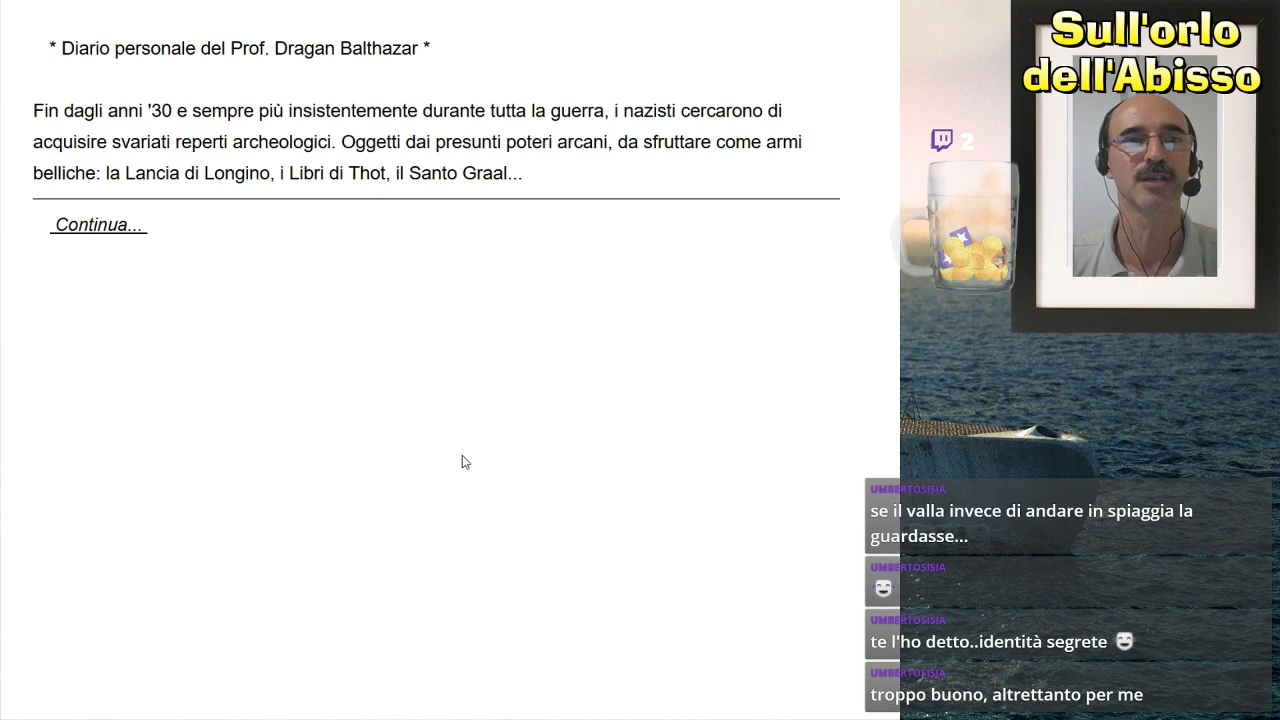 * Diario personale del Prof. Dragan Balthazar *
Fin dagli anni '30 e sempre più insistentemente durante tutta la guerra, i nazisti cercarono di
acquisire svariati reperti archeologici. Oggetti dai presunti poteri arcani, da sfruttare come armi
belliche: la Lancia di Longino, i Libri di Thot, il Santo Graal...
Continua...
Sull'orlo
dell'Abisso
2
UMBERTOSISIA
se il valla invece di andare in spiaggia la
guardasse...
UMBERTOSISIA
UMBERTOSISIA
te l'ho detto..identità segrete
UMBERTOSISIA
troppo buono, altrettanto per me